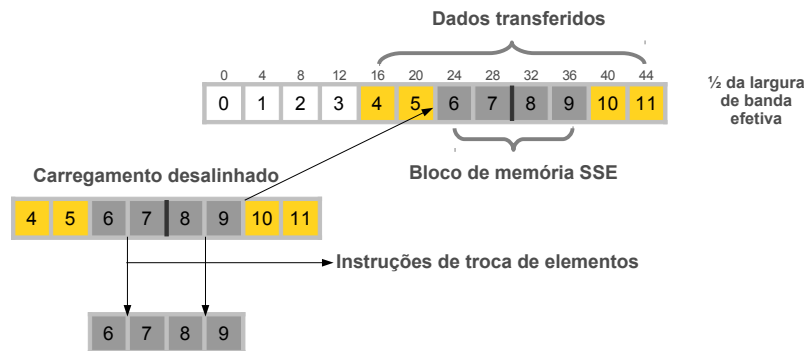 Dados transferidos
0 4 8 12 16 20 24 28 32 36 40 44
0 1 2 3 4 5 6 7 8 9 10 11
½ da largura
de banda
efetiva
Bloco de memória SSE
Carregamento desalinhado
4 5 6 7 8 9 10 11
Instruções de troca de elementos
6 7 8 9